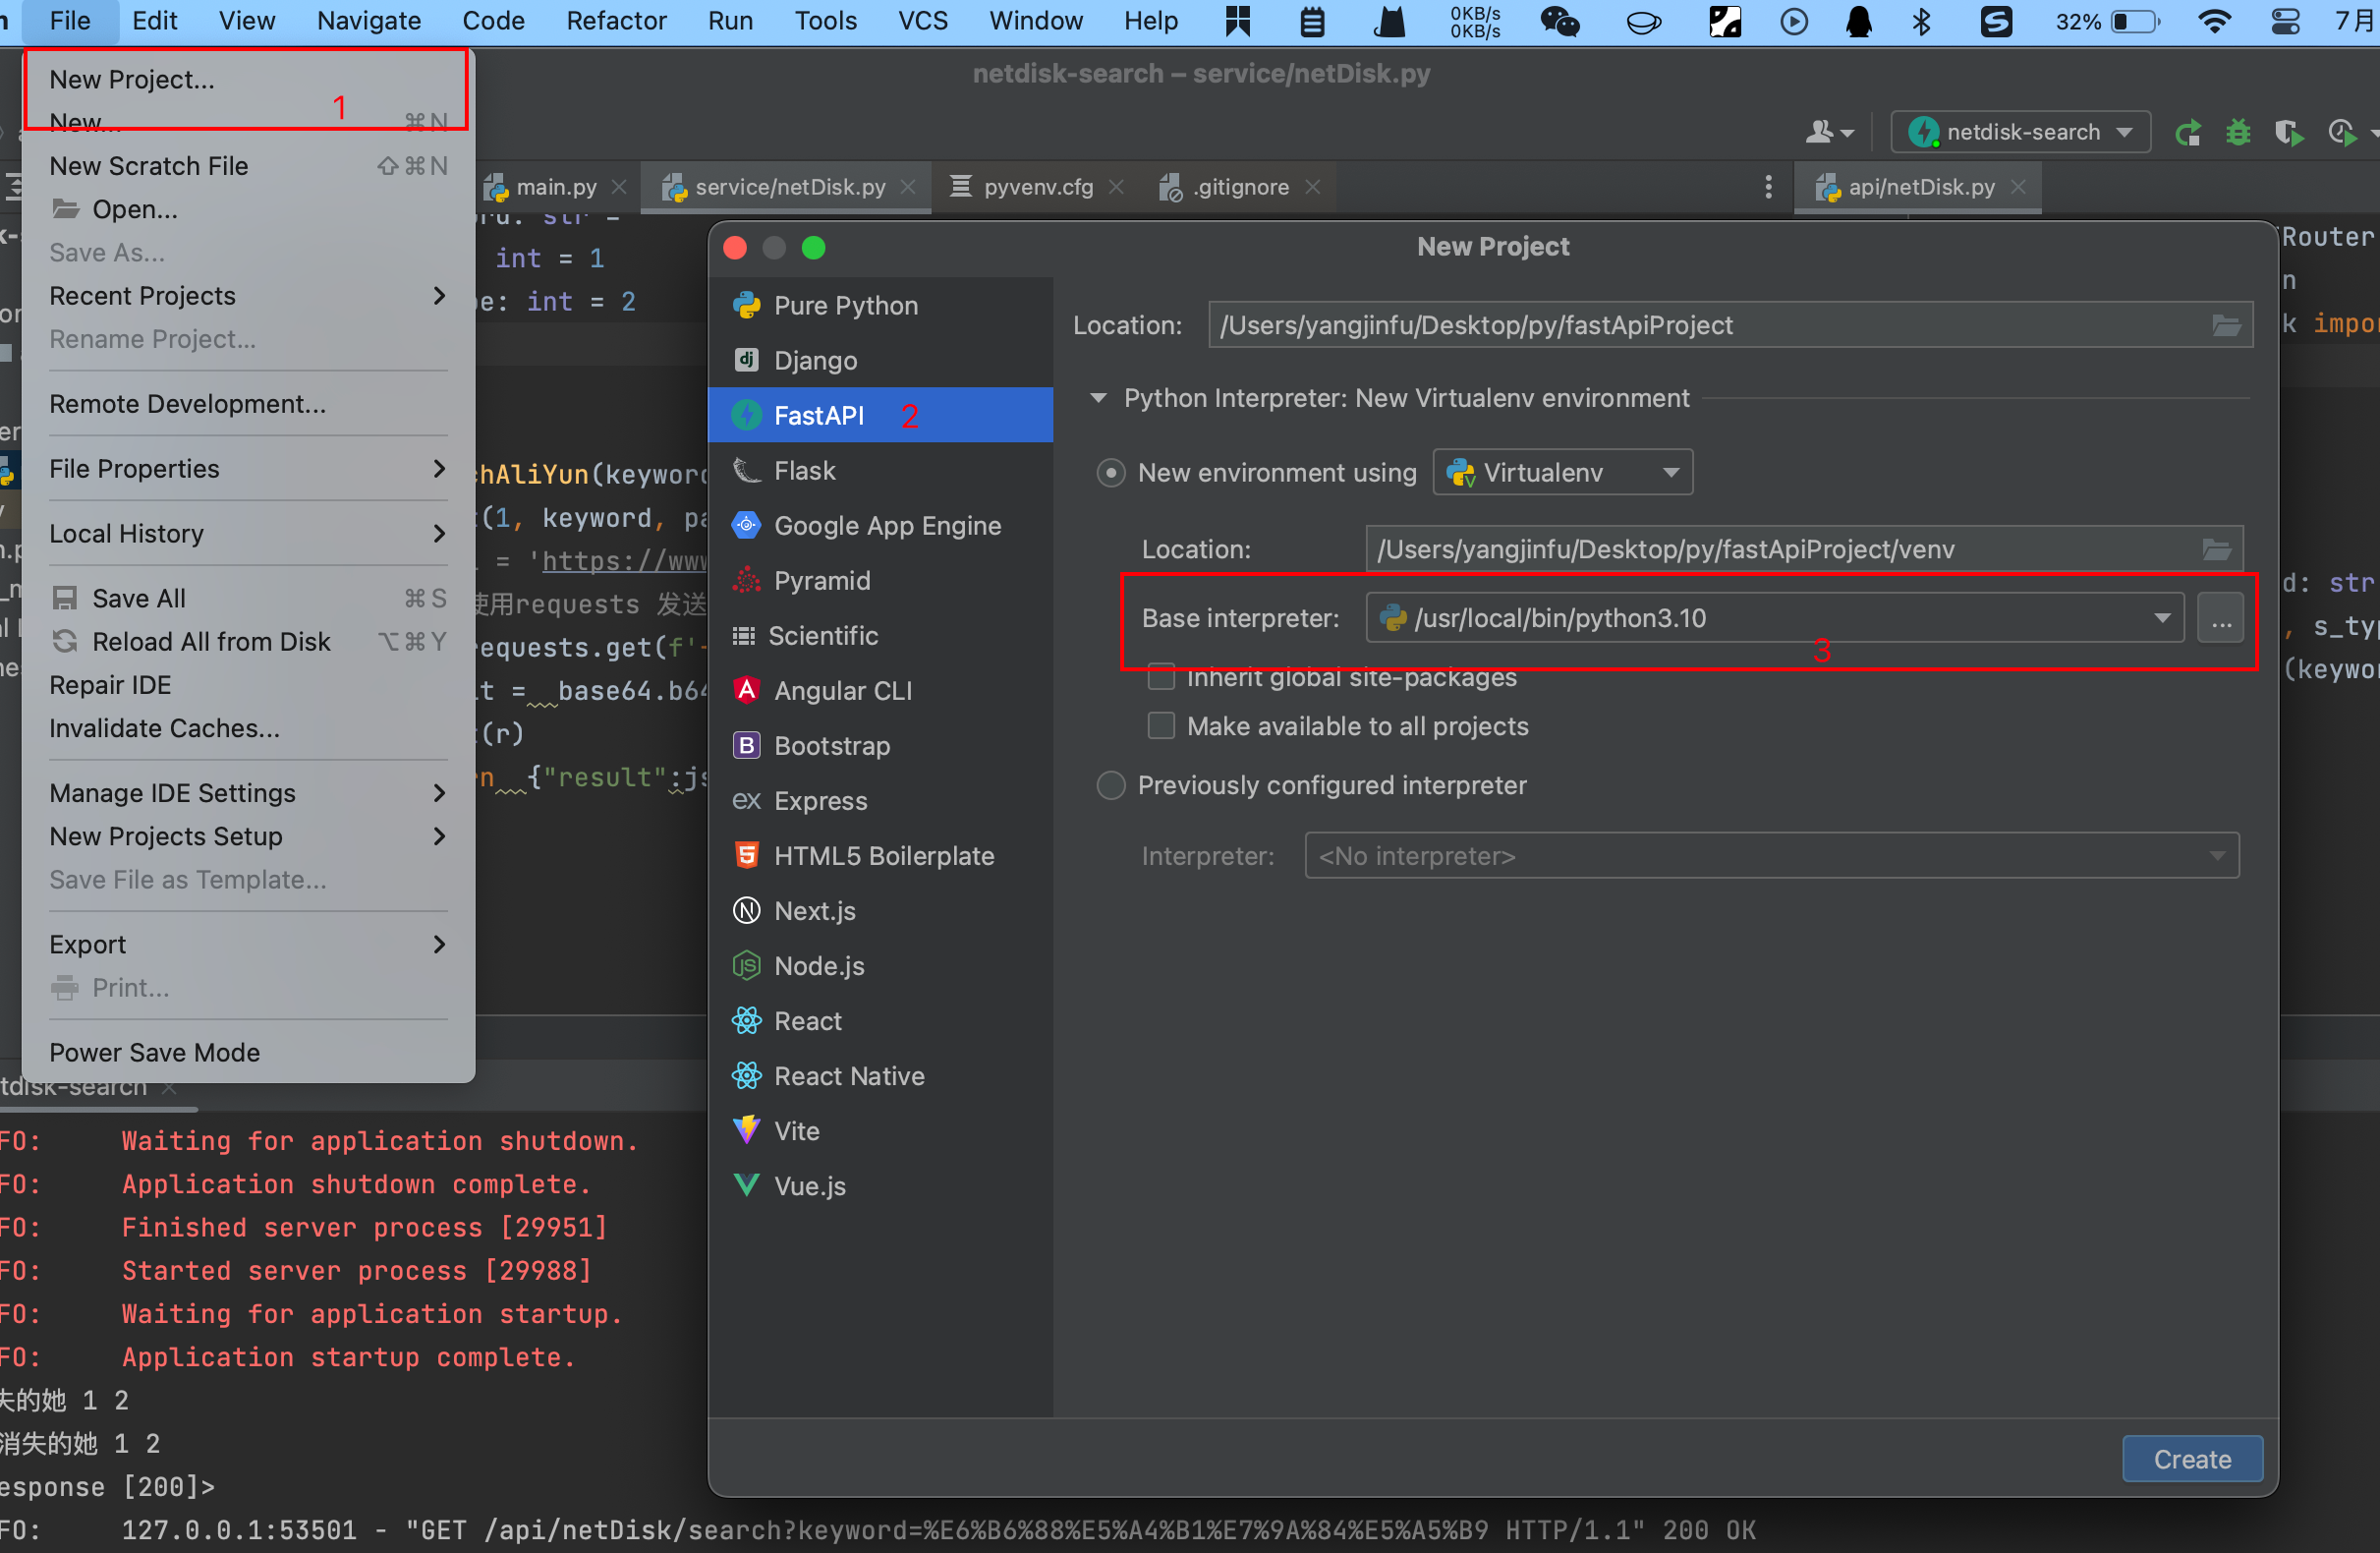 File Edit View Navigate Code Refactor Run Tools VCS Window Help 0KB/s 0KB/s 32% 7月
netdisk-search – service/netDisk.py
New Project...
1
New... ⌘N
New Scratch File ⇧⌘N
Open...
Save As...
Recent Projects
Rename Project...
Remote Development...
File Properties
Local History
Save All ⌘S
Reload All from Disk ⌥⌘Y
Repair IDE
Invalidate Caches...
Manage IDE Settings
New Projects Setup
Save File as Template...
Export
Print...
Power Save Mode
netdisk-search
main.py service/netDisk.py pyvenv.cfg .gitignore api/netDisk.py
str =
int = 1
int = 2
hAliYun(keyword
(1, keyword, pa
= 'https://www
使用requests 发送
equests.get(f'
t = base64.b64
(r)
n {"result":js
Router
n
k impor
d: str
, s_typ
(keywor
New Project
Pure Python
Django
FastAPI 2
Flask
Google App Engine
Pyramid
Scientific
Angular CLI
Bootstrap
Express
HTML5 Boilerplate
Next.js
Node.js
React
React Native
Vite
Vue.js
Location: /Users/yangjinfu/Desktop/py/fastApiProject
Python Interpreter: New Virtualenv environment
New environment using Virtualenv
Location: /Users/yangjinfu/Desktop/py/fastApiProject/venv
Base interpreter: /usr/local/bin/python3.10 ...
3
Inherit global site-packages
Make available to all projects
Previously configured interpreter
Interpreter: <No interpreter>
Create
tdisk-search
FO: Waiting for application shutdown.
FO: Application shutdown complete.
FO: Finished server process [29951]
FO: Started server process [29988]
FO: Waiting for application startup.
FO: Application startup complete.
失的她 1 2
消失的她 1 2
esponse [200]>
FO: 127.0.0.1:53501 - "GET /api/netDisk/search?keyword=%E6%B6%88%E5%A4%B1%E7%9A%84%E5%A5%B9 HTTP/1.1" 200 OK